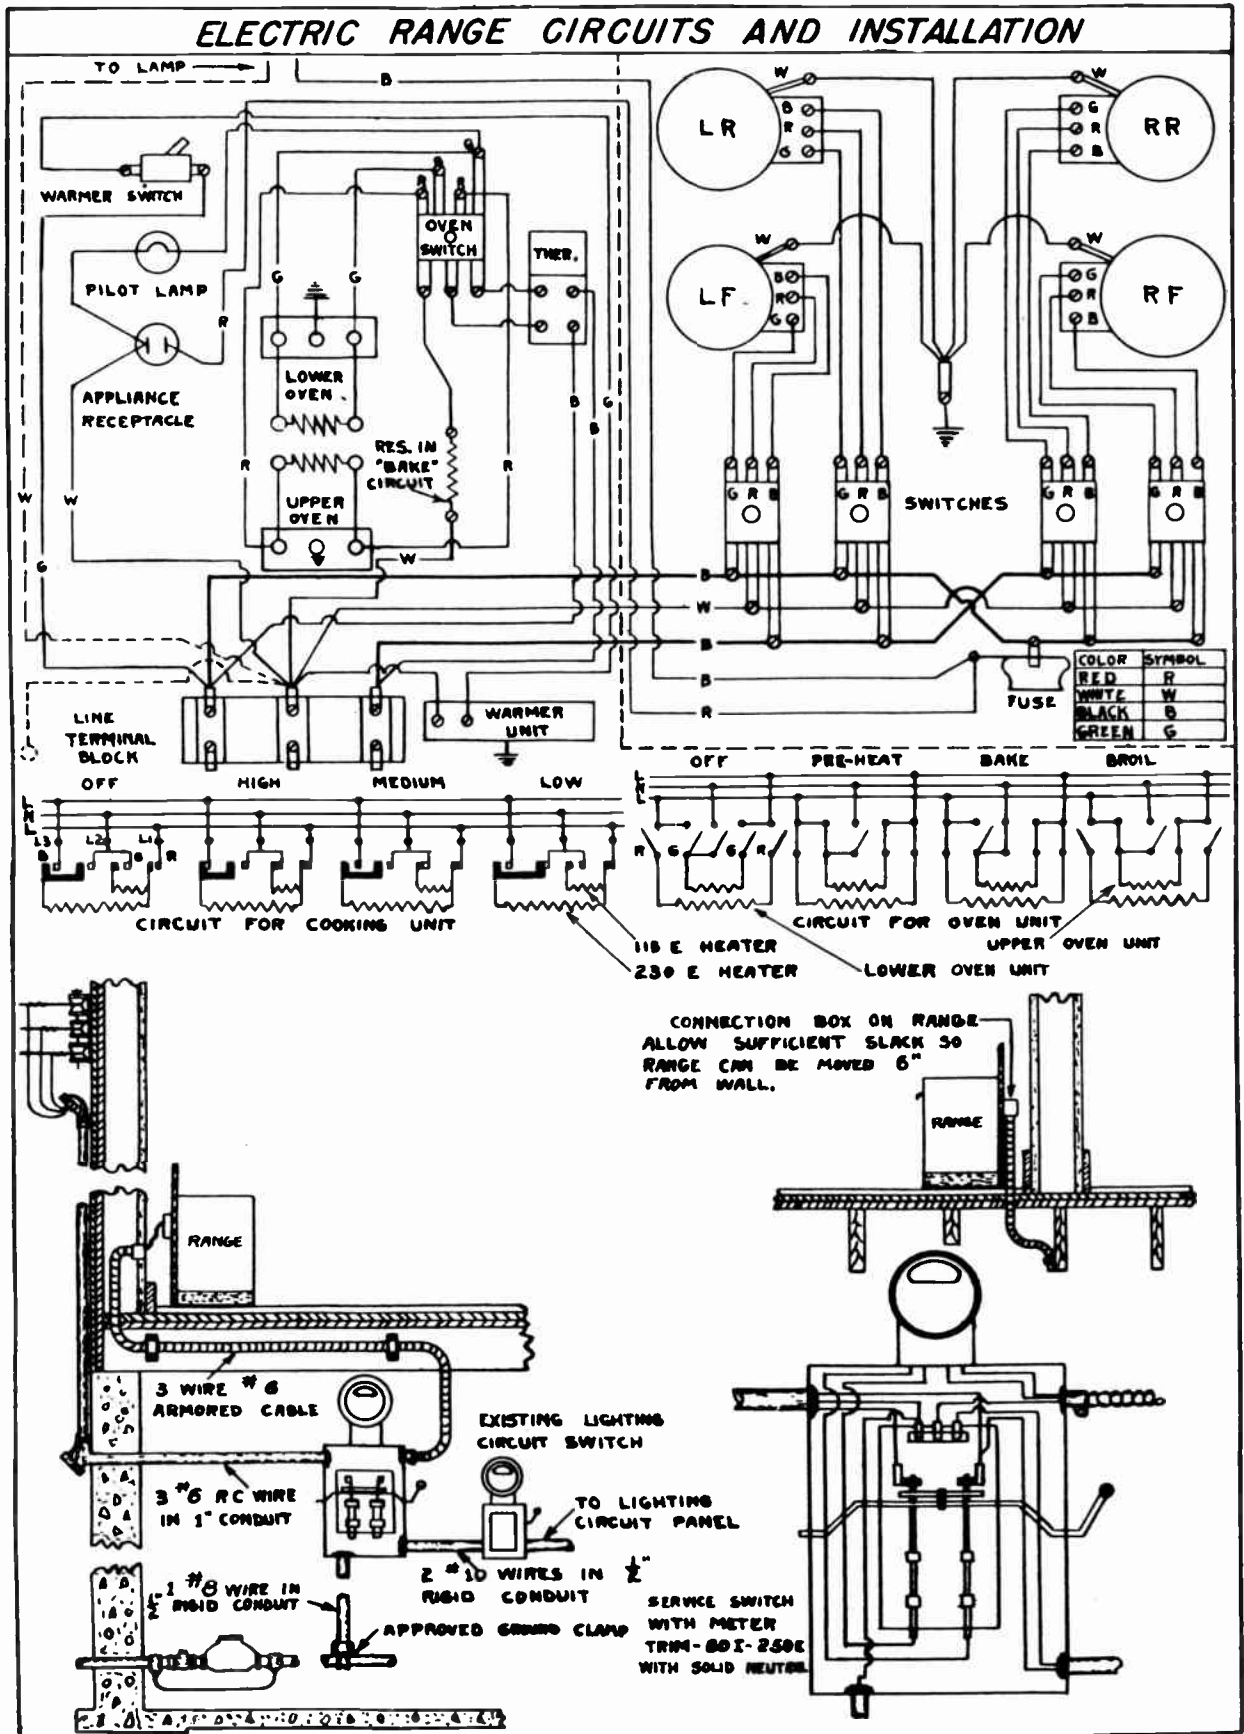 ELECTRIC RANGE CIRCUITS AND INSTALLATION
TO LAMP
B
W
W
LR
B
R
G
G
R
B
RR
WARMER SWITCH
R
B
OVEN
SWITCH
THER.
W
W
LF
B
R
G
G
R
B
RF
PILOT LAMP
R
G
G
LOWER
OVEN
APPLIANCE
RECEPTACLE
B
B
G
RES. IN
"BAKE"
CIRCUIT
R
R
W
W
UPPER
OVEN
W
G
G R B
G R B
SWITCHES
G R B
G R B
B
W
B
B
R
FUSE
COLOR SYMBOL
RED R
WHITE W
BLACK B
GREEN G
LINE
TERMINAL
BLOCK
WARMER
UNIT
OFF HIGH MEDIUM LOW
OFF PRE-HEAT BAKE BROIL
L
N
L
L3 L2 L1
B G R
L
N
L
R G G R
CIRCUIT FOR COOKING UNIT
CIRCUIT FOR OVEN UNIT
115 E HEATER
230 E HEATER
UPPER OVEN UNIT
LOWER OVEN UNIT
CONNECTION BOX ON RANGE
ALLOW SUFFICIENT SLACK SO
RANGE CAN BE MOVED 6"
FROM WALL.
RANGE
RANGE
3 WIRE #6
ARMORED CABLE
EXISTING LIGHTING
CIRCUIT SWITCH
3 #6 RC WIRE
IN 1" CONDUIT
TO LIGHTING
CIRCUIT PANEL
2 #10 WIRES IN ½"
RIGID CONDUIT
1 #8 WIRE IN
½" RIGID CONDUIT
APPROVED GROUND CLAMP
SERVICE SWITCH
WITH METER
TRIM-60 I-250E
WITH SOLID NEUTRAL